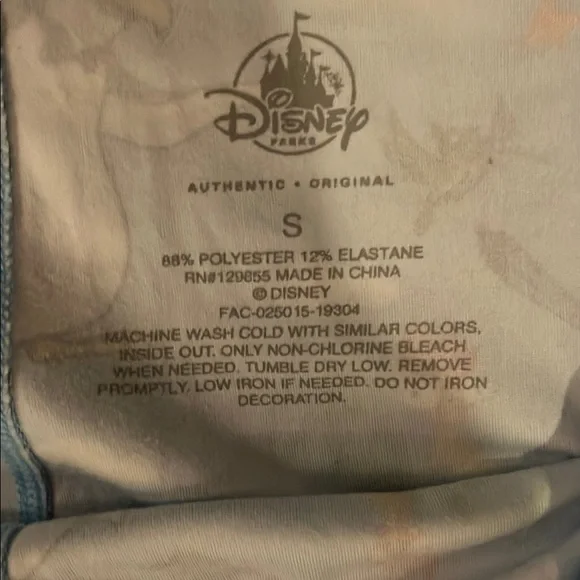 Disney
PARKS
AUTHENTIC • ORIGINAL
S
88% POLYESTER 12% ELASTANE
RN#129855 MADE IN CHINA
© DISNEY
FAC-025015-19304
MACHINE WASH COLD WITH SIMILAR COLORS,
INSIDE OUT. ONLY NON-CHLORINE BLEACH
WHEN NEEDED. TUMBLE DRY LOW. REMOVE
PROMPTLY. LOW IRON IF NEEDED. DO NOT IRON
DECORATION.